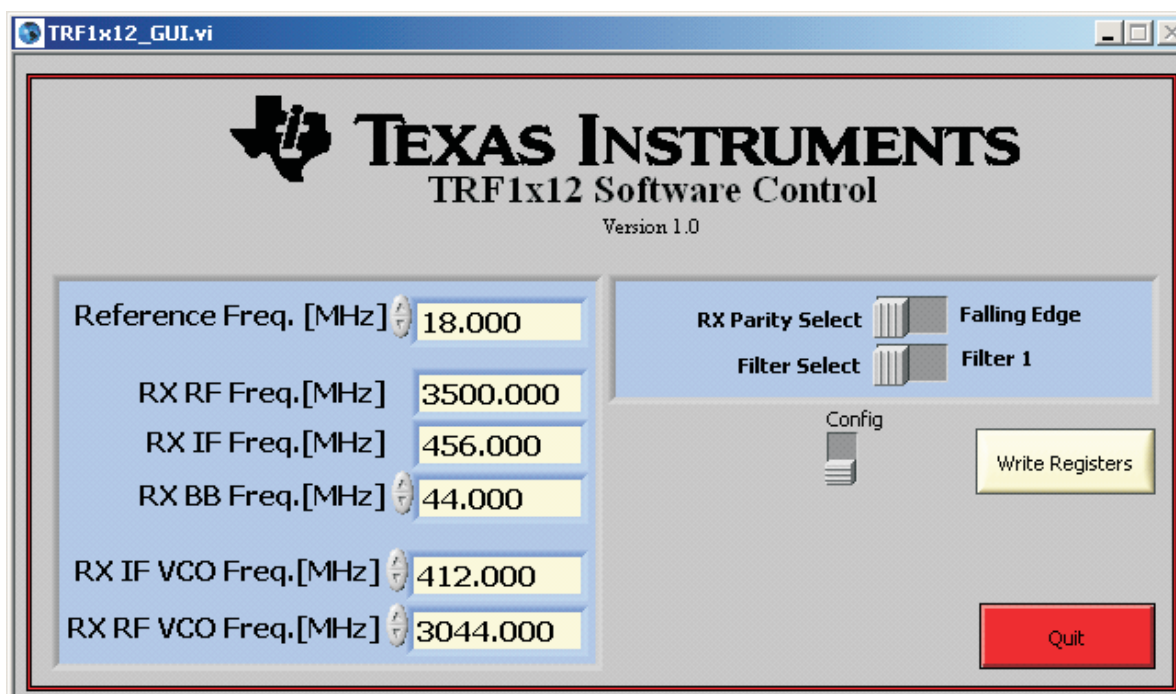 TRF1x12_GUI.vi
TEXAS INSTRUMENTS
TRF1x12 Software Control
Version 1.0
Reference Freq. [MHz] 18.000
RX RF Freq.[MHz] 3500.000
RX IF Freq.[MHz] 456.000
RX BB Freq.[MHz] 44.000
RX IF VCO Freq.[MHz] 412.000
RX RF VCO Freq.[MHz] 3044.000
RX Parity Select Falling Edge
Filter Select Filter 1
Config
Write Registers
Quit